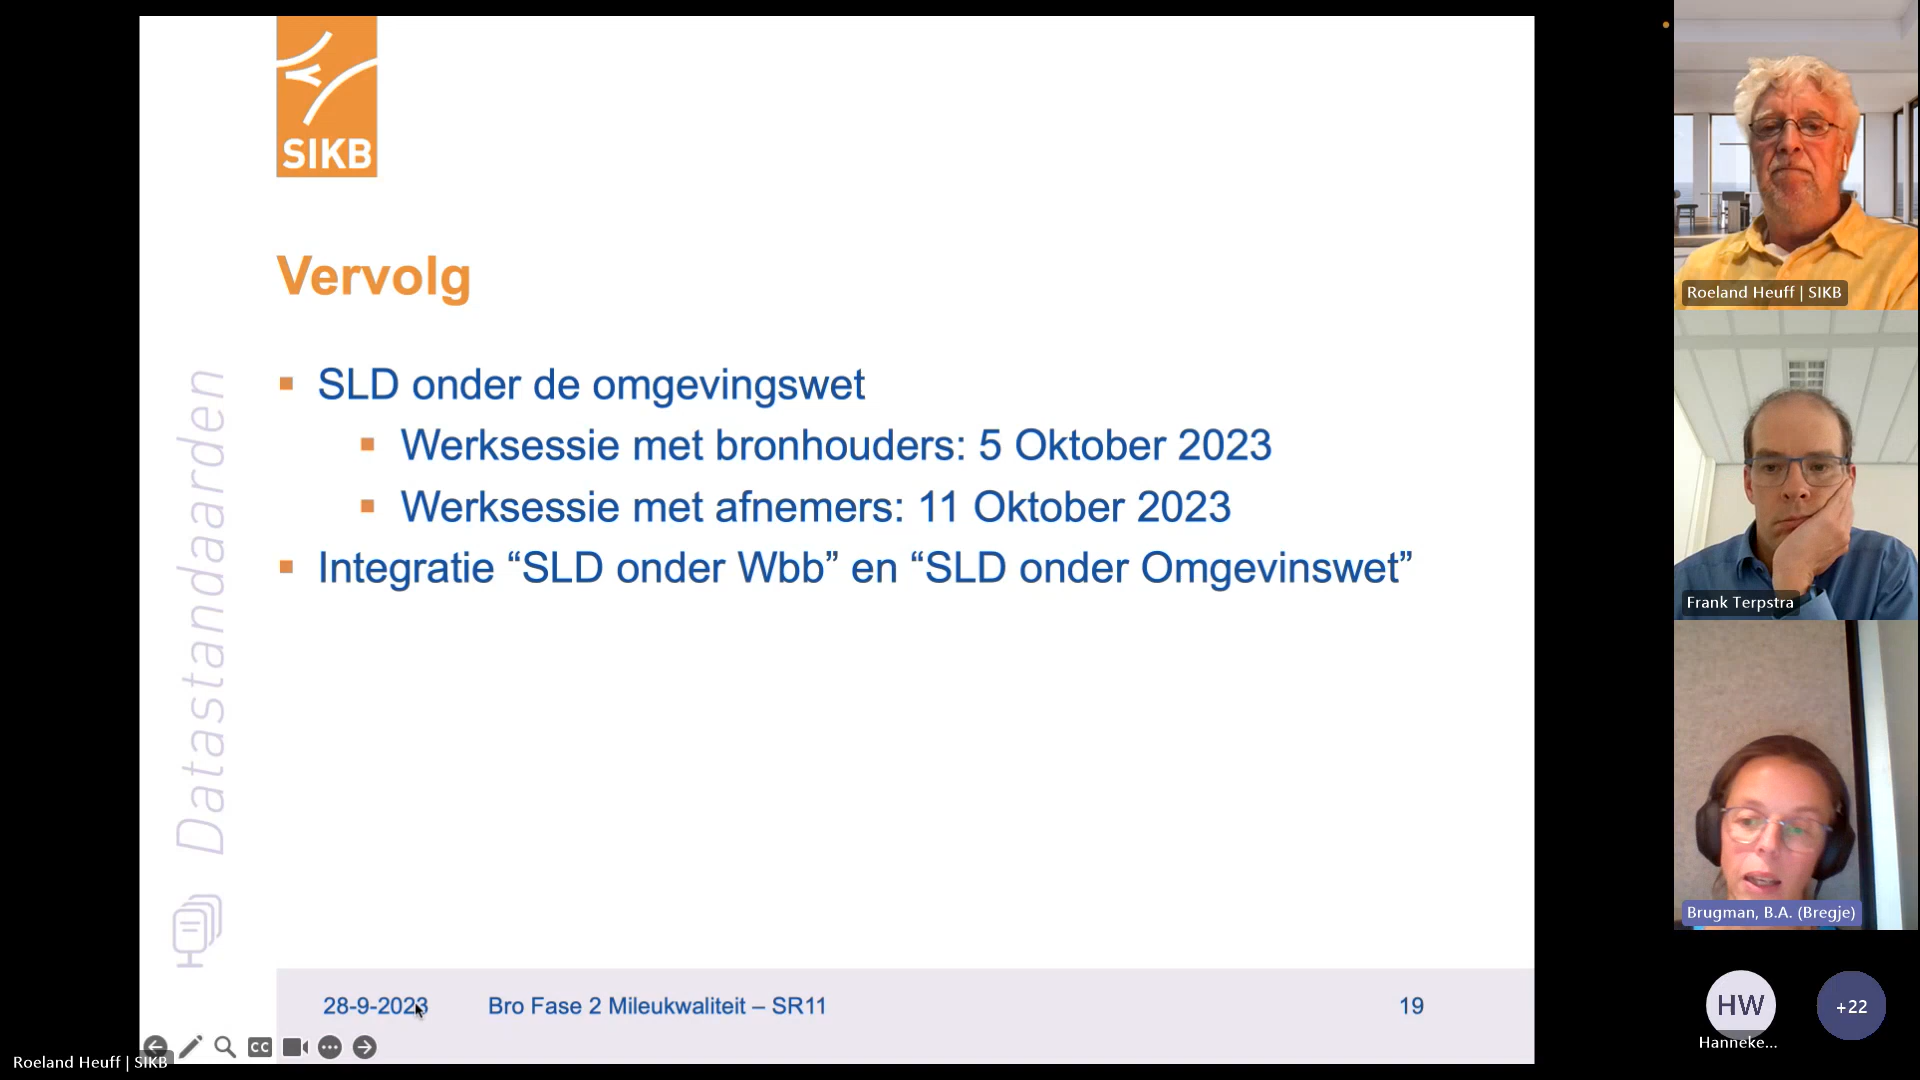 SIKB
Vervolg
SLD onder de omgevingswet
Werksessie met bronhouders: 5 Oktober 2023
Werksessie met afnemers: 11 Oktober 2023
Integratie “SLD onder Wbb” en “SLD onder Omgevinswet”
Datastandaarden
28-9-2023 Bro Fase 2 Mileukwaliteit – SR11 19
CC
Roeland Heuff | SIKB
Roeland Heuff | SIKB
Frank Terpstra
Brugman, B.A. (Bregje)
HW
Hanneke...
+22